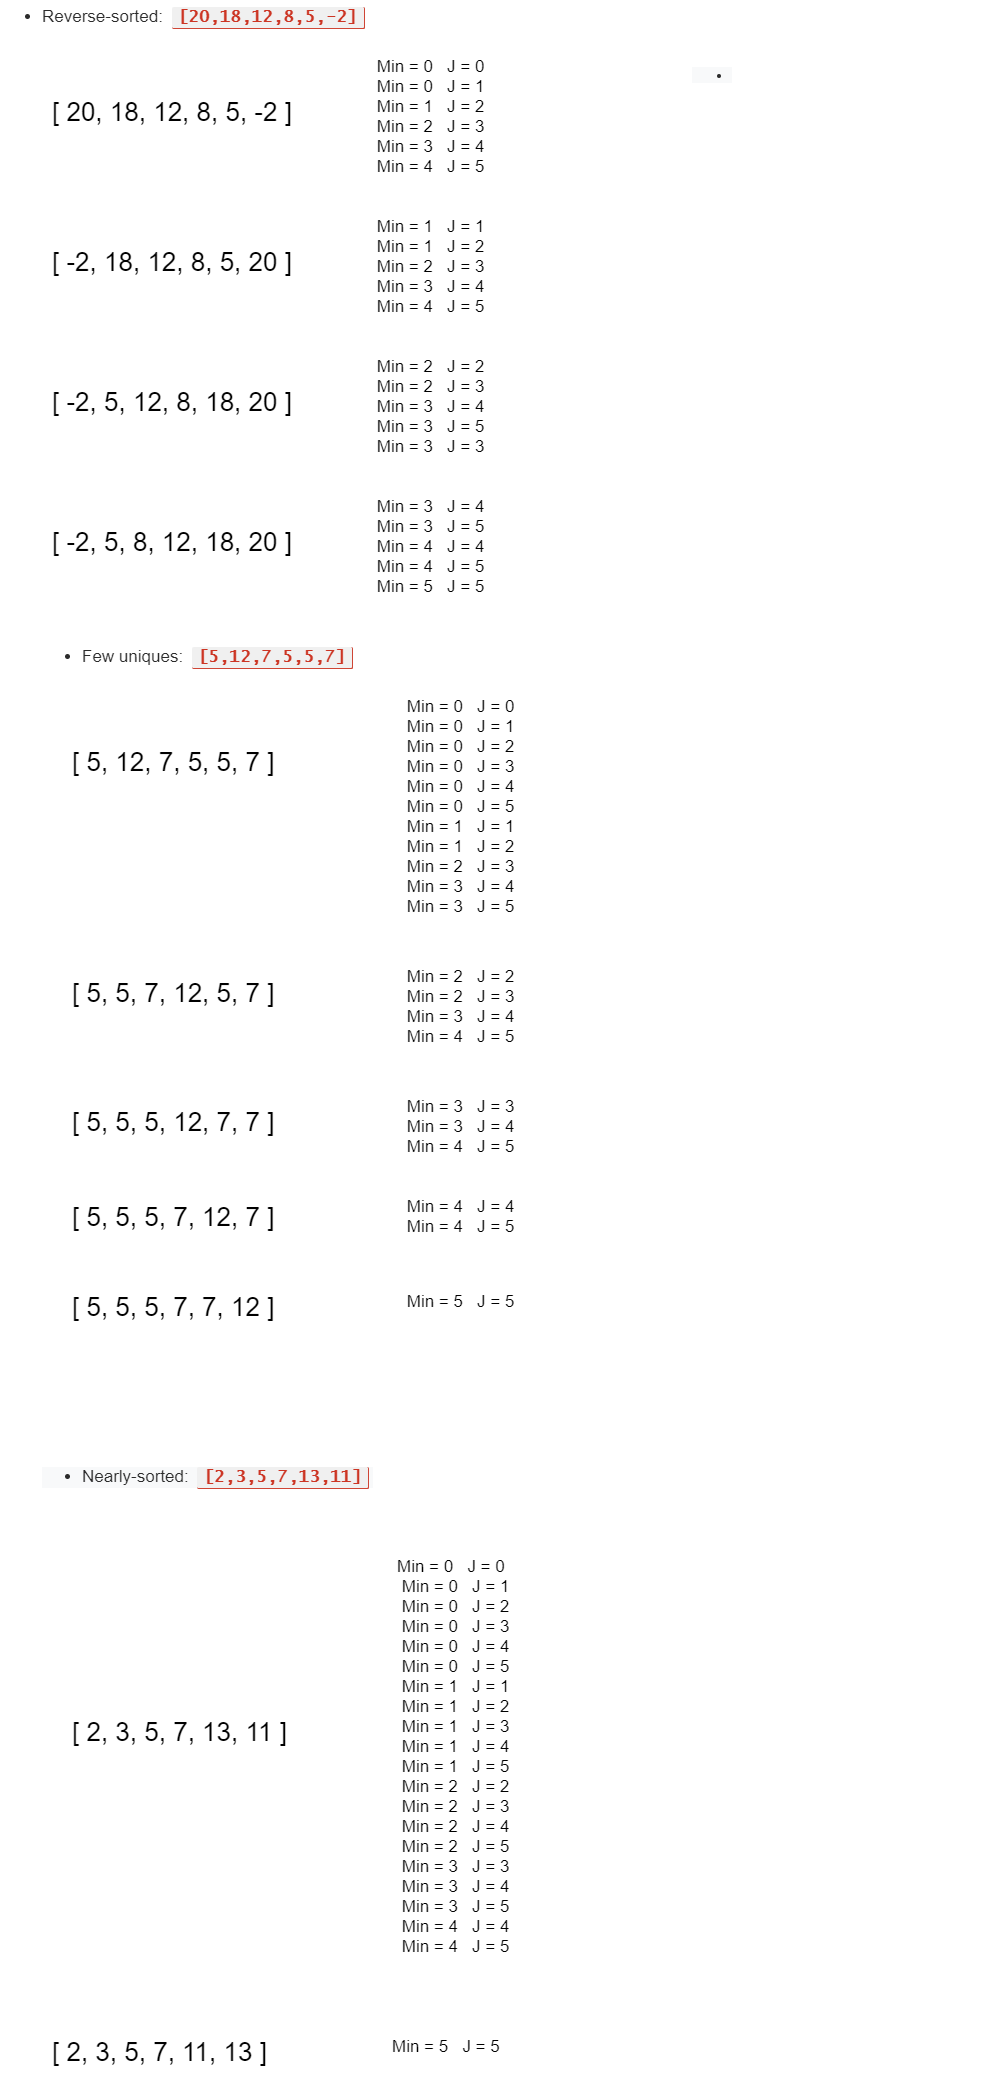 • Reverse-sorted: [20,18,12,8,5,-2]
•
[ 20, 18, 12, 8, 5, -2 ]
Min = 0 J = 0
Min = 0 J = 1
Min = 1 J = 2
Min = 2 J = 3
Min = 3 J = 4
Min = 4 J = 5
[ -2, 18, 12, 8, 5, 20 ]
Min = 1 J = 1
Min = 1 J = 2
Min = 2 J = 3
Min = 3 J = 4
Min = 4 J = 5
[ -2, 5, 12, 8, 18, 20 ]
Min = 2 J = 2
Min = 2 J = 3
Min = 3 J = 4
Min = 3 J = 5
Min = 3 J = 3
[ -2, 5, 8, 12, 18, 20 ]
Min = 3 J = 4
Min = 3 J = 5
Min = 4 J = 4
Min = 4 J = 5
Min = 5 J = 5
• Few uniques: [5,12,7,5,5,7]
[ 5, 12, 7, 5, 5, 7 ]
Min = 0 J = 0
Min = 0 J = 1
Min = 0 J = 2
Min = 0 J = 3
Min = 0 J = 4
Min = 0 J = 5
Min = 1 J = 1
Min = 1 J = 2
Min = 2 J = 3
Min = 3 J = 4
Min = 3 J = 5
[ 5, 5, 7, 12, 5, 7 ]
Min = 2 J = 2
Min = 2 J = 3
Min = 3 J = 4
Min = 4 J = 5
[ 5, 5, 5, 12, 7, 7 ]
Min = 3 J = 3
Min = 3 J = 4
Min = 4 J = 5
[ 5, 5, 5, 7, 12, 7 ]
Min = 4 J = 4
Min = 4 J = 5
[ 5, 5, 5, 7, 7, 12 ]
Min = 5 J = 5
• Nearly-sorted: [2,3,5,7,13,11]
[ 2, 3, 5, 7, 13, 11 ]
Min = 0 J = 0
Min = 0 J = 1
Min = 0 J = 2
Min = 0 J = 3
Min = 0 J = 4
Min = 0 J = 5
Min = 1 J = 1
Min = 1 J = 2
Min = 1 J = 3
Min = 1 J = 4
Min = 1 J = 5
Min = 2 J = 2
Min = 2 J = 3
Min = 2 J = 4
Min = 2 J = 5
Min = 3 J = 3
Min = 3 J = 4
Min = 3 J = 5
Min = 4 J = 4
Min = 4 J = 5
[ 2, 3, 5, 7, 11, 13 ]
Min = 5 J = 5